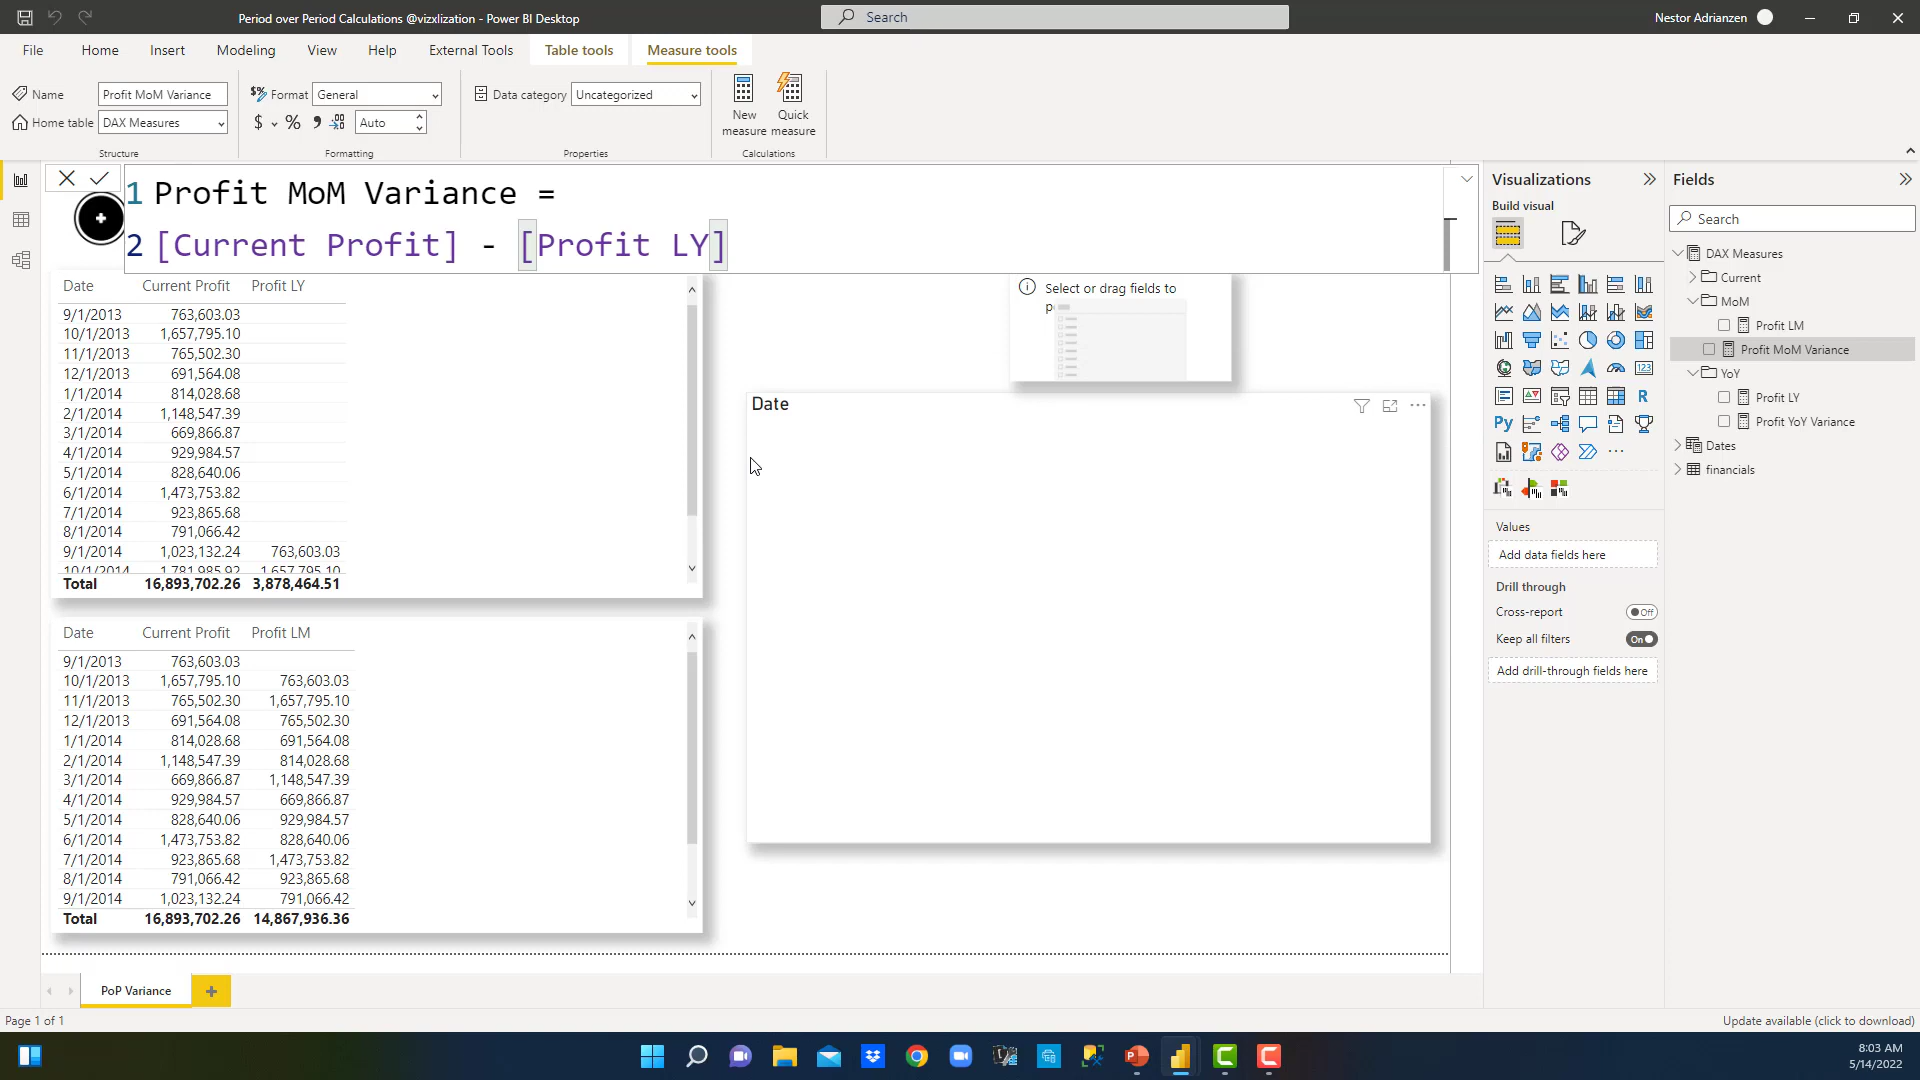 Period over Period Calculations @vizxlization - Power BI Desktop
Search
Nestor Adrianzen
File Home Insert Modeling View Help External Tools Table tools Measure tools
Name Profit MoM Variance
Home table DAX Measures
Structure
Format General
$ % , Auto
Formatting
Data category Uncategorized
Properties
New measure
Quick measure
Calculations
1 Profit MoM Variance =
2 [Current Profit] - [Profit LY]
Date Current Profit Profit LY
9/1/2013 763,603.03
10/1/2013 1,657,795.10
11/1/2013 765,502.30
12/1/2013 691,564.08
1/1/2014 814,028.68
2/1/2014 1,148,547.39
3/1/2014 669,866.87
4/1/2014 929,984.57
5/1/2014 828,640.06
6/1/2014 1,473,753.82
7/1/2014 923,865.68
8/1/2014 791,066.42
9/1/2014 1,023,132.24 763,603.03
10/1/2014 1,781,985.92 1,657,795.10
Total 16,893,702.26 3,878,464.51
Date Current Profit Profit LM
9/1/2013 763,603.03
10/1/2013 1,657,795.10 763,603.03
11/1/2013 765,502.30 1,657,795.10
12/1/2013 691,564.08 765,502.30
1/1/2014 814,028.68 691,564.08
2/1/2014 1,148,547.39 814,028.68
3/1/2014 669,866.87 1,148,547.39
4/1/2014 929,984.57 669,866.87
5/1/2014 828,640.06 929,984.57
6/1/2014 1,473,753.82 828,640.06
7/1/2014 923,865.68 1,473,753.82
8/1/2014 791,066.42 923,865.68
9/1/2014 1,023,132.24 791,066.42
Total 16,893,702.26 14,867,936.36
Select or drag fields to
Date
Visualizations
Build visual
123
R
Py
Values
Add data fields here
Drill through
Cross-report Off
Keep all filters On
Add drill-through fields here
Fields
Search
DAX Measures
Current
MoM
Profit LM
Profit MoM Variance
YoY
Profit LY
Profit YoY Variance
Dates
financials
PoP Variance
Page 1 of 1
Update available (click to download)
8:03 AM
5/14/2022